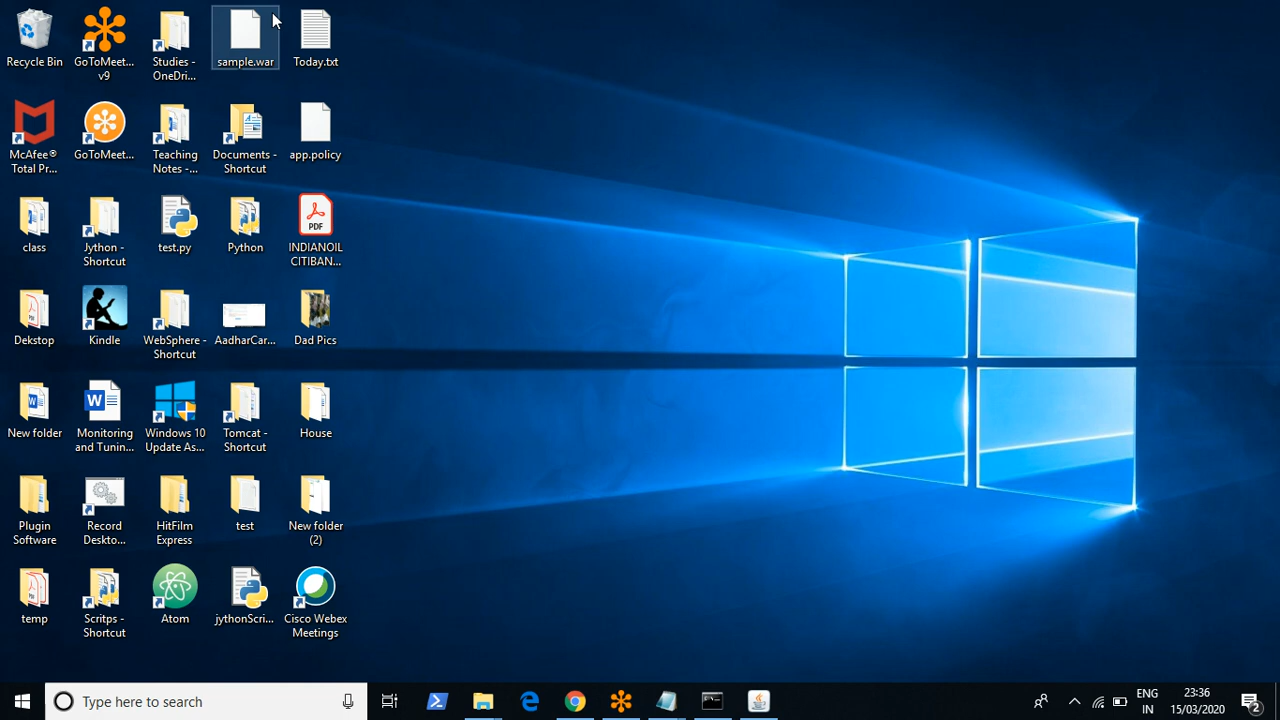 Recycle Bin
GoToMeet...
v9
Studies -
OneDri...
sample.war
Today.txt
McAfee®
Total Pr...
GoToMeet...
Teaching
Notes -...
Documents -
Shortcut
app.policy
class
Jython -
Shortcut
test.py
Python
PDF
INDIANOIL
CITIBAN...
Dekstop
Kindle
WebSphere -
Shortcut
AadharCar...
Dad Pics
New folder
Monitoring
and Tunin...
Windows 10
Update As...
Tomcat -
Shortcut
House
Plugin
Software
Record
Deskto...
HitFilm
Express
test
New folder
(2)
temp
Scritps -
Shortcut
Atom
jythonScri...
Cisco Webex
Meetings
Type here to search
ENG
IN
23:36
15/03/2020
2